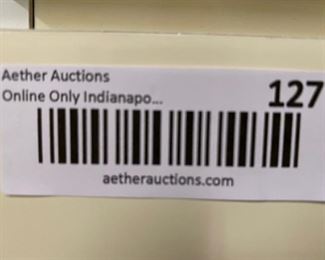 Aether Auctions
Online Only Indianapo... 127
aetherauctions.com